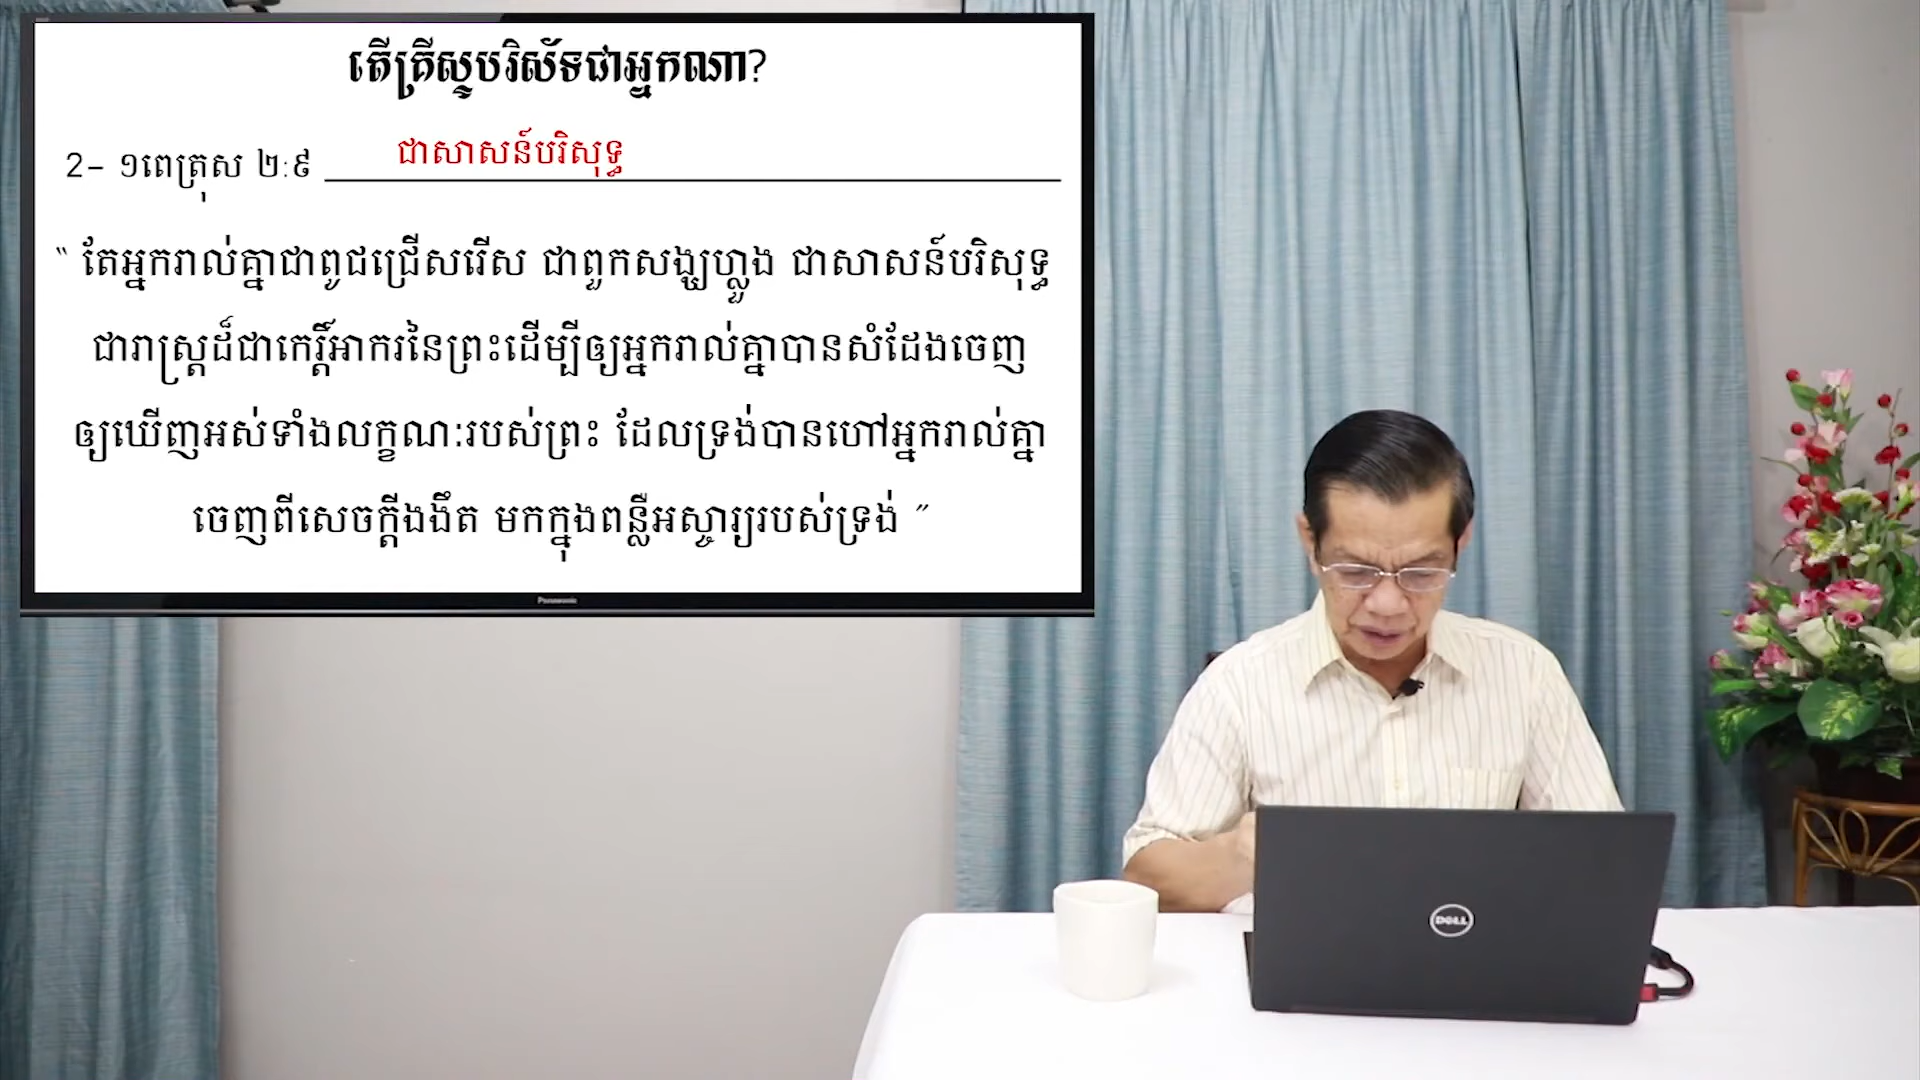 តើគ្រីស្ទបរិស័ទជាអ្នកណា?
2- ១ពេត្រុស ២:៩ ជាសាសន៍បរិសុទ្ធ
“ តែអ្នករាល់គ្នាជាពូជជ្រើសរើស ជាពួកសង្ឃហ្លួង ជាសាសន៍បរិសុទ្ធ
ជារាស្ត្រដ៏ជាកេរ្តិ៍អាករនៃព្រះដើម្បីឲ្យអ្នករាល់គ្នាបានសំដែងចេញ
ឲ្យឃើញអស់ទាំងលក្ខណៈរបស់ព្រះ ដែលទ្រង់បានហៅអ្នករាល់គ្នា
ចេញពីសេចក្តីងងឹត មកក្នុងពន្លឺអស្ចារ្យរបស់ទ្រង់ ”
Panasonic
DELL